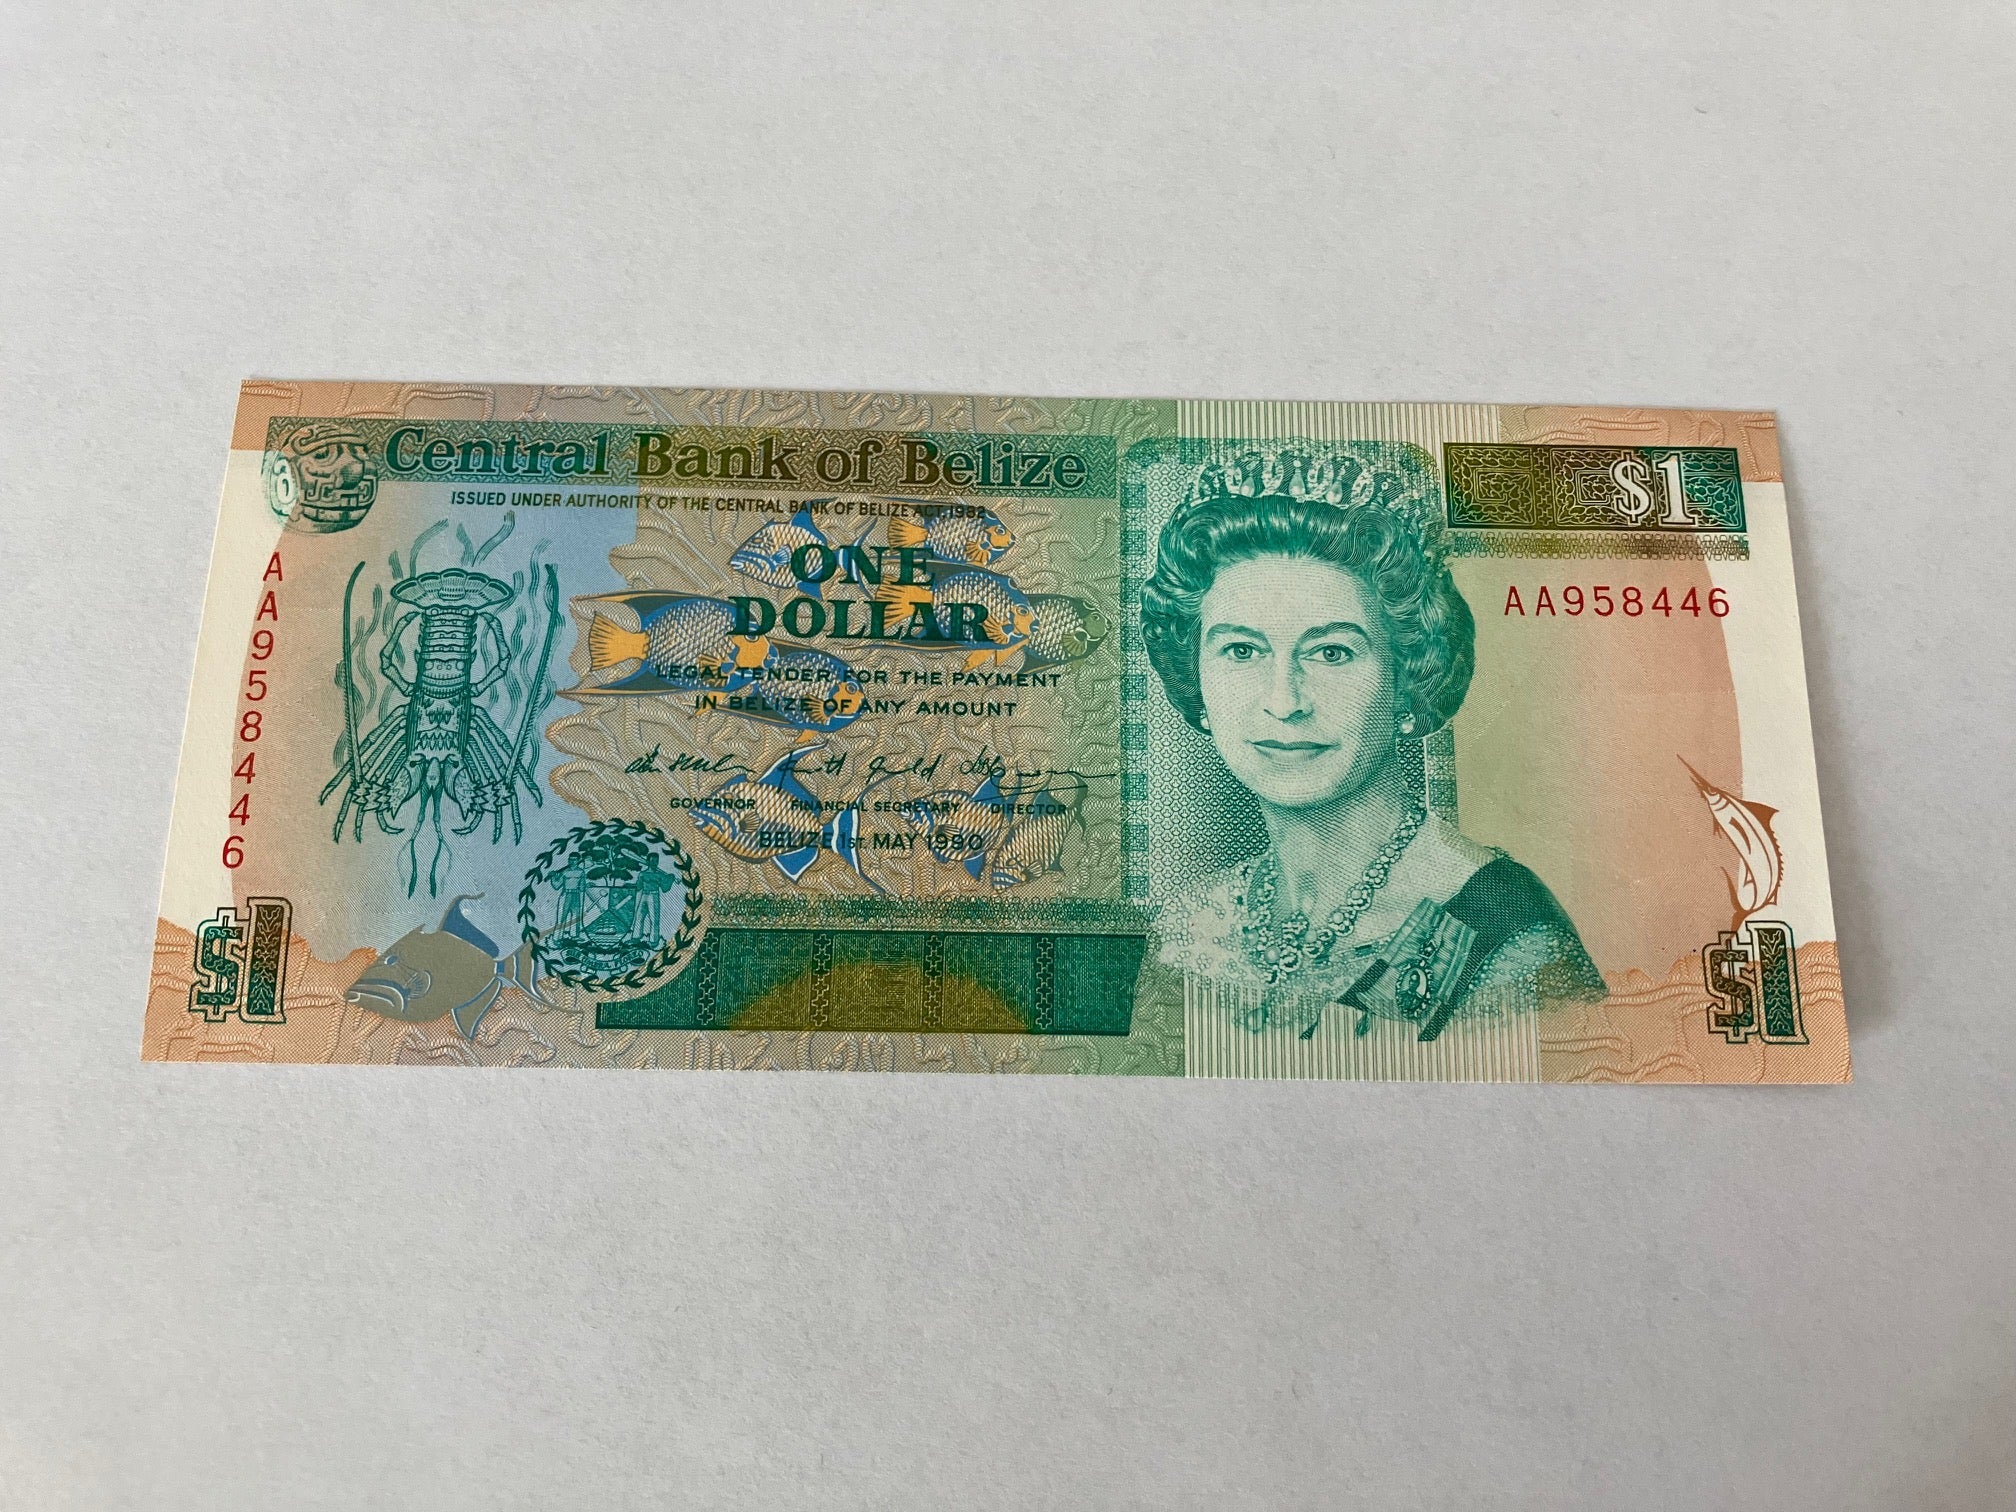 Central Bank of Belize
ISSUED UNDER AUTHORITY OF THE CENTRAL BANK OF BELIZE ACT, 1982
$1
ONE
DOLLAR
AA958446
AA958446
LEGAL TENDER FOR THE PAYMENT
IN BELIZE OF ANY AMOUNT
GOVERNOR FINANCIAL SECRETARY DIRECTOR
BELIZE 1ST. MAY 1990
$1
$1